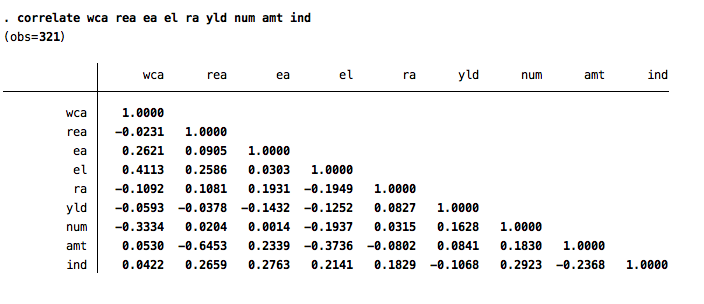 . correlate wca rea ea el ra yld num amt ind
(obs=321)
wca rea ea el ra yld num amt ind
wca 1.0000
rea −0.0231 1.0000
ea 0.2621 0.0905 1.0000
el 0.4113 0.2586 0.0303 1.0000
ra −0.1092 0.1081 0.1931 −0.1949 1.0000
yld −0.0593 −0.0378 −0.1432 −0.1252 0.0827 1.0000
num −0.3334 0.0204 0.0014 −0.1937 0.0315 0.1628 1.0000
amt 0.0530 −0.6453 0.2339 −0.3736 −0.0802 0.0841 0.1830 1.0000
ind 0.0422 0.2659 0.2763 0.2141 0.1829 −0.1068 0.2923 −0.2368 1.0000